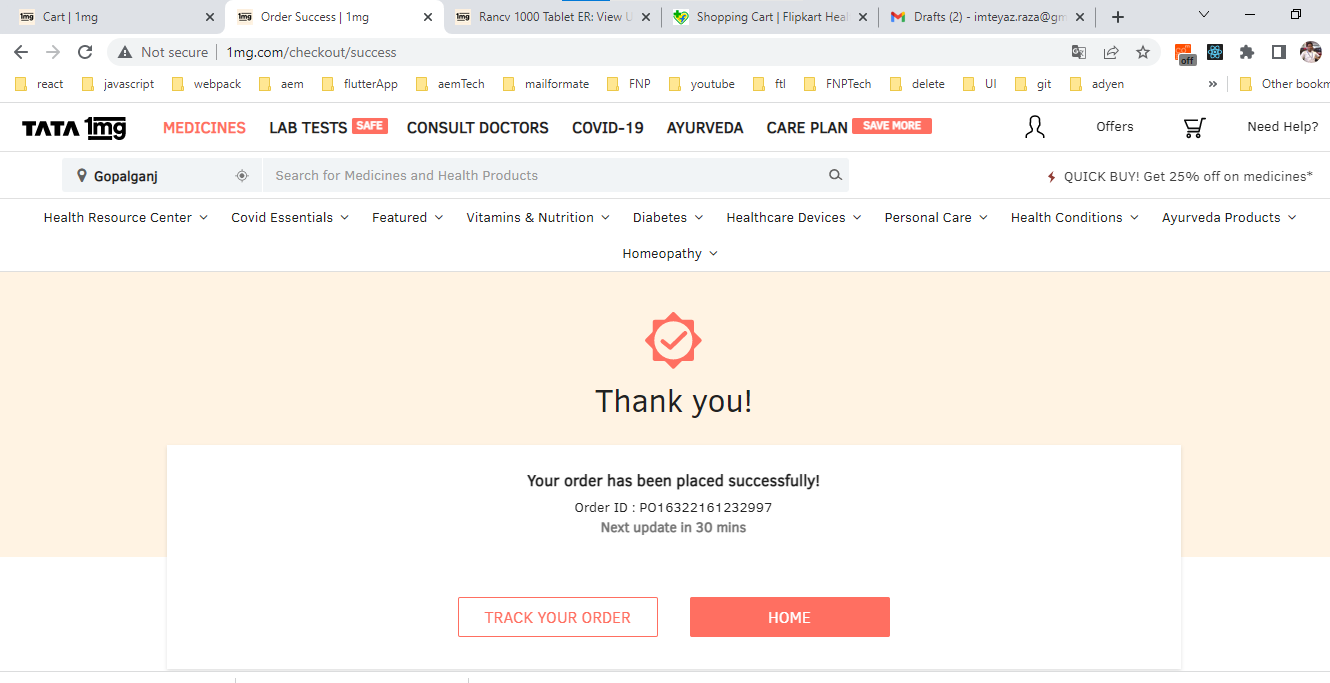 Cart | 1mg
Order Success | 1mg
Rancv 1000 Tablet ER: View U
Shopping Cart | Flipkart Heal
Drafts (2) - imteyaz.raza@gm
Not secure | 1mg.com/checkout/success
off
react javascript webpack aem flutterApp aemTech mailformate FNP youtube ftl FNPTech delete UI git adyen » Other bookm
TATA 1mg MEDICINES LAB TESTS SAFE CONSULT DOCTORS COVID-19 AYURVEDA CARE PLAN SAVE MORE Offers Need Help?
Gopalganj Search for Medicines and Health Products QUICK BUY! Get 25% off on medicines*
Health Resource Center Covid Essentials Featured Vitamins & Nutrition Diabetes Healthcare Devices Personal Care Health Conditions Ayurveda Products
Homeopathy
Thank you!
Your order has been placed successfully!
Order ID : PO16322161232997
Next update in 30 mins
TRACK YOUR ORDER HOME